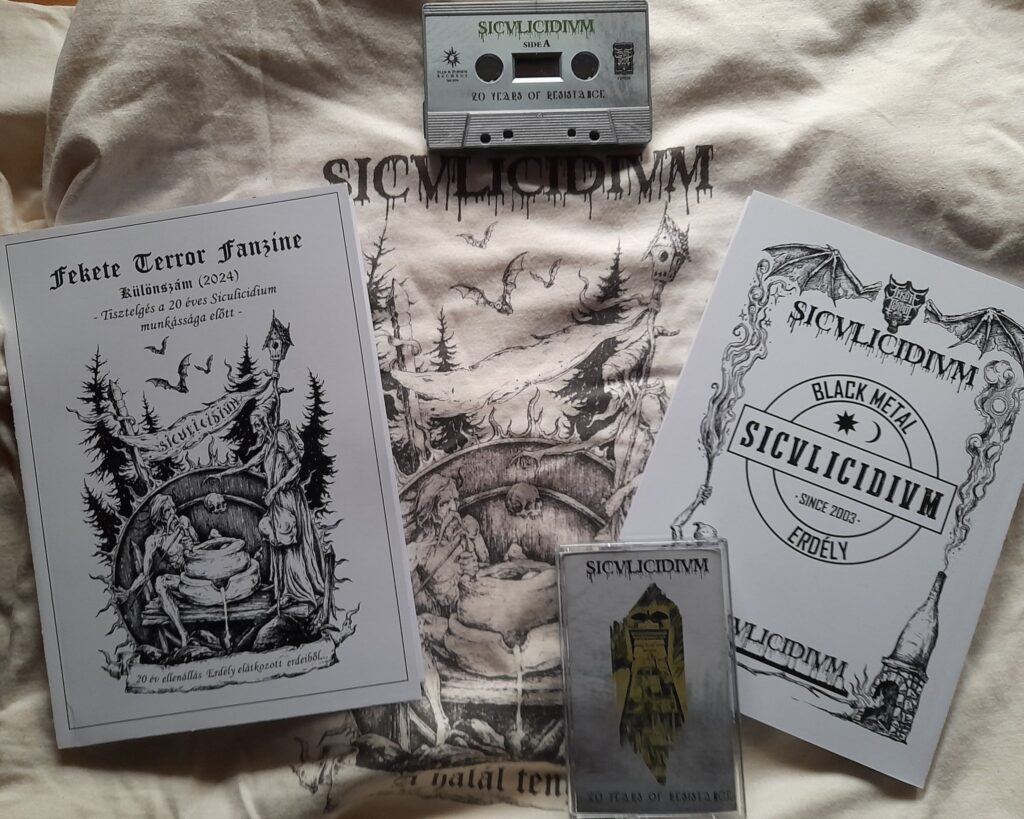 SICVLICIDIVM
SIDE A
20 YEARS OF RESISTANCE
SICVLICIDIVM
A halál
Fekete Terror Fanzine
Különszám (2024)
- Tisztelgés a 20 éves Siculicidium
munkássága előtt -
Siculicidium
20 év ellenállás Erdély elátkozott erdeiből...
SICVLICIDIVM
BLACK METAL
SICVLICIDIVM
· SINCE 2003 ·
ERDÉLY
VLICIDIVM
SICVLICIDIVM
20 YEARS OF RESISTANCE